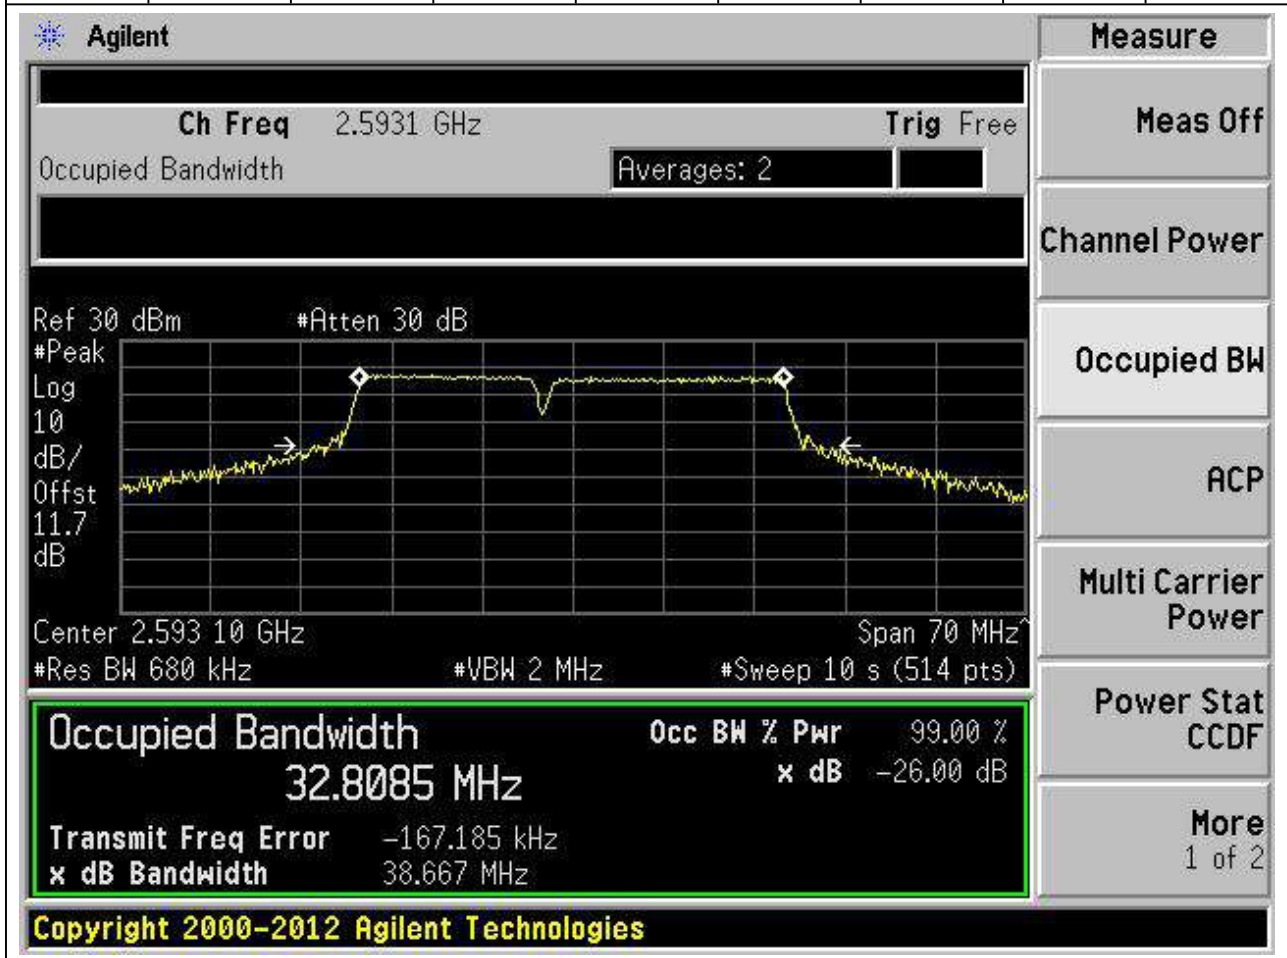 Agilent
Measure
Ch Freq 2.5931 GHz Trig Free
Meas Off
Occupied Bandwidth Averages: 2
Channel Power
Ref 30 dBm #Atten 30 dB
#Peak
Log
10
dB/
Offst
11.7
dB
Occupied BW
ACP
Center 2.593 10 GHz Span 70 MHz^
#Res BW 680 kHz #VBW 2 MHz #Sweep 10 s (514 pts)
Multi Carrier
Power
Occupied Bandwidth Occ BW % Pwr 99.00 %
32.8085 MHz x dB -26.00 dB
Transmit Freq Error -167.185 kHz
x dB Bandwidth 38.667 MHz
Power Stat
CCDF
More
1 of 2
Copyright 2000-2012 Agilent Technologies